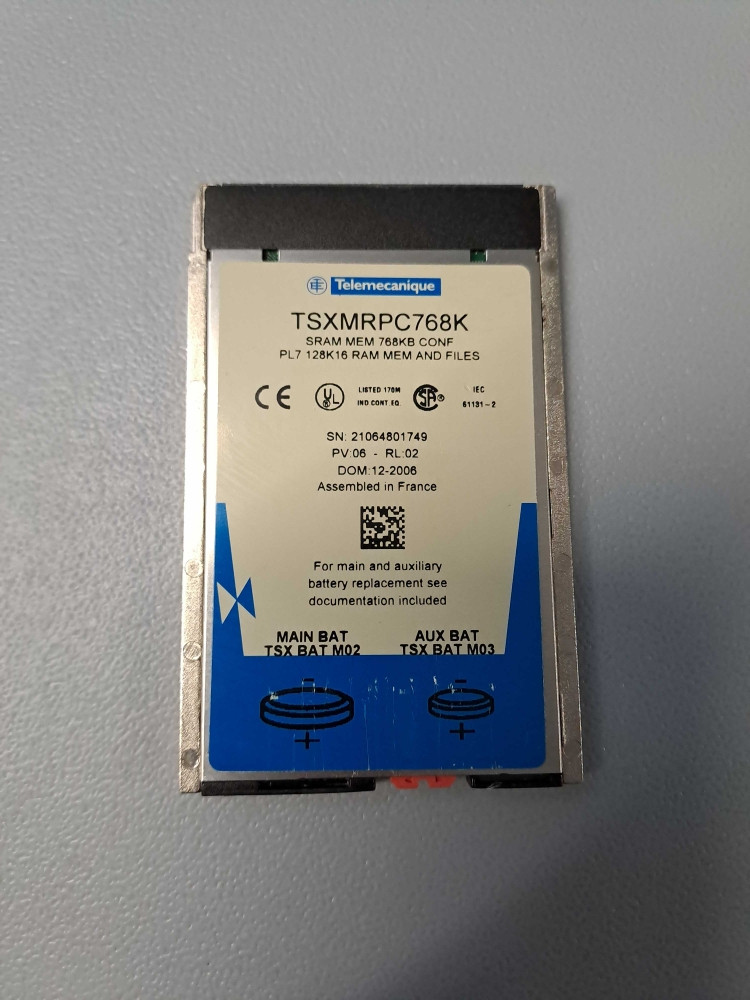 Telemecanique
TSXMRPC768K
SRAM MEM 768KB CONF
PL7 128K16 RAM MEM AND FILES
CE UL LISTED 176M SA® IEC
IND CONT. EQ. 61131-2
SN: 21064801749
PV:06 - RL:02
DOM:12-2006
Assembled in France
For main and auxiliary
battery replacement see
documentation included
MAIN BAT AUX BAT
TSX BAT M02 TSX BAT M03
- -
+ +